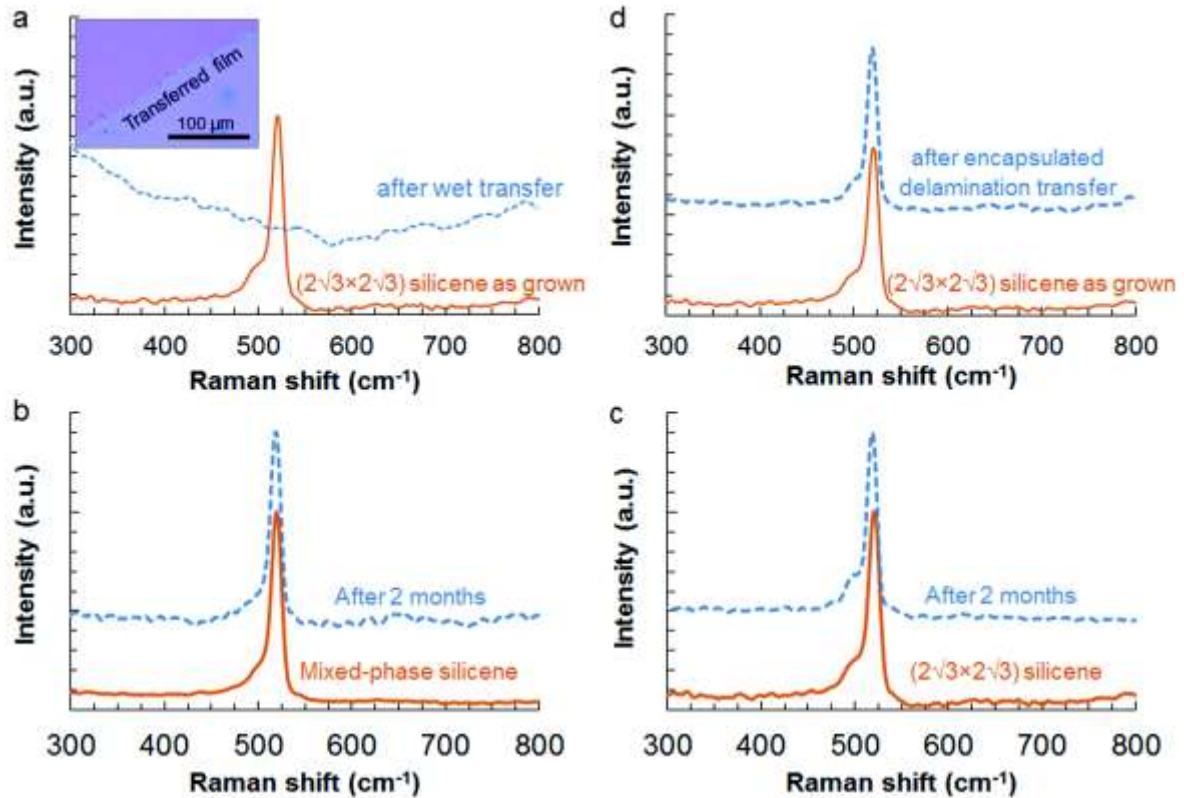 a
Transferred film
100 µm
Intensity (a.u.)
after wet transfer
(2√3×2√3) silicene as grown
300 400 500 600 700 800
Raman shift (cm⁻¹)
d
Intensity (a.u.)
after encapsulated
delamination transfer
(2√3×2√3) silicene as grown
300 400 500 600 700 800
Raman shift (cm⁻¹)
b
Intensity (a.u.)
After 2 months
Mixed-phase silicene
300 400 500 600 700 800
Raman shift (cm⁻¹)
c
Intensity (a.u.)
After 2 months
(2√3×2√3) silicene
300 400 500 600 700 800
Raman shift (cm⁻¹)